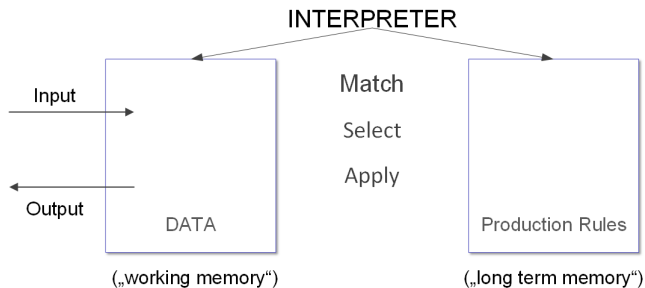 INTERPRETER
Input
Match
Select
Apply
Output
DATA
Production Rules
(„working memory“)
(„long term memory“)